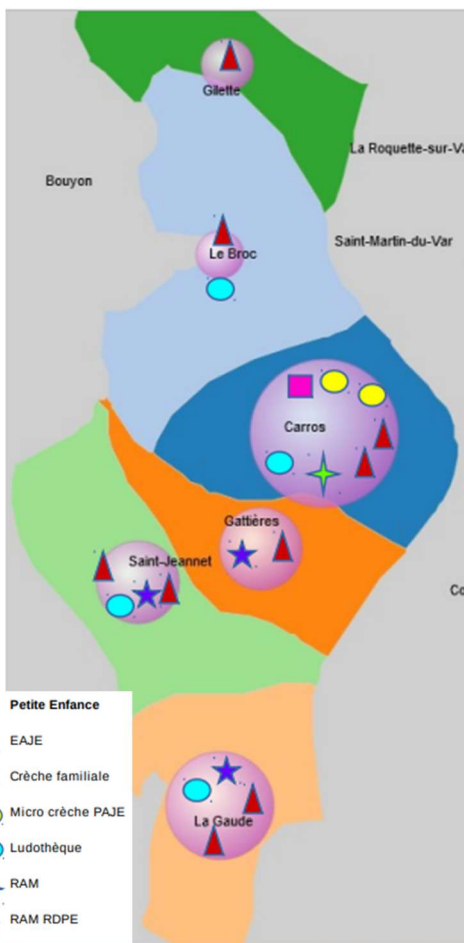 Gilette
La Roquette-sur-Va
Bouyon
Saint-Martin-du-Var
Le Broc
Carros
Gattières
Saint-Jeannet
Co
Petite Enfance
EAJE
Crèche familiale
Micro crèche PAJE
Ludothèque
RAM
RAM RDPE
La Gaude